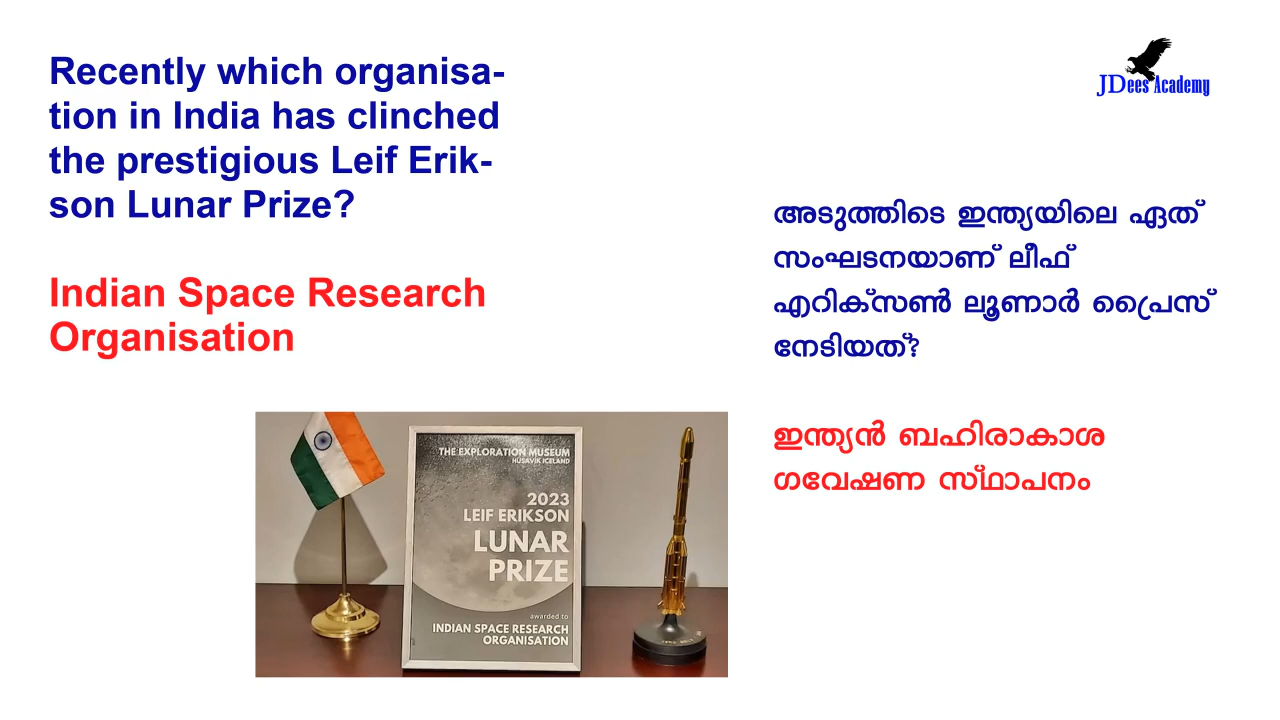 Recently which organisa-
tion in India has clinched
the prestigious Leif Erik-
son Lunar Prize?
Indian Space Research
Organisation
JDees Academy
അടുത്തിടെ ഇന്ത്യയിലെ ഏത്
സംഘടനയാണ് ലീഫ്
എറിക്സൺ ലൂണാർ പ്രൈസ്
നേടിയത്?
ഇന്ത്യൻ ബഹിരാകാശ
ഗവേഷണ സ്ഥാപനം
THE EXPLORATION MUSEUM
HÚSAVÍK ICELAND
2023
LEIF ERIKSON
LUNAR
PRIZE
awarded to
INDIAN SPACE RESEARCH
ORGANISATION